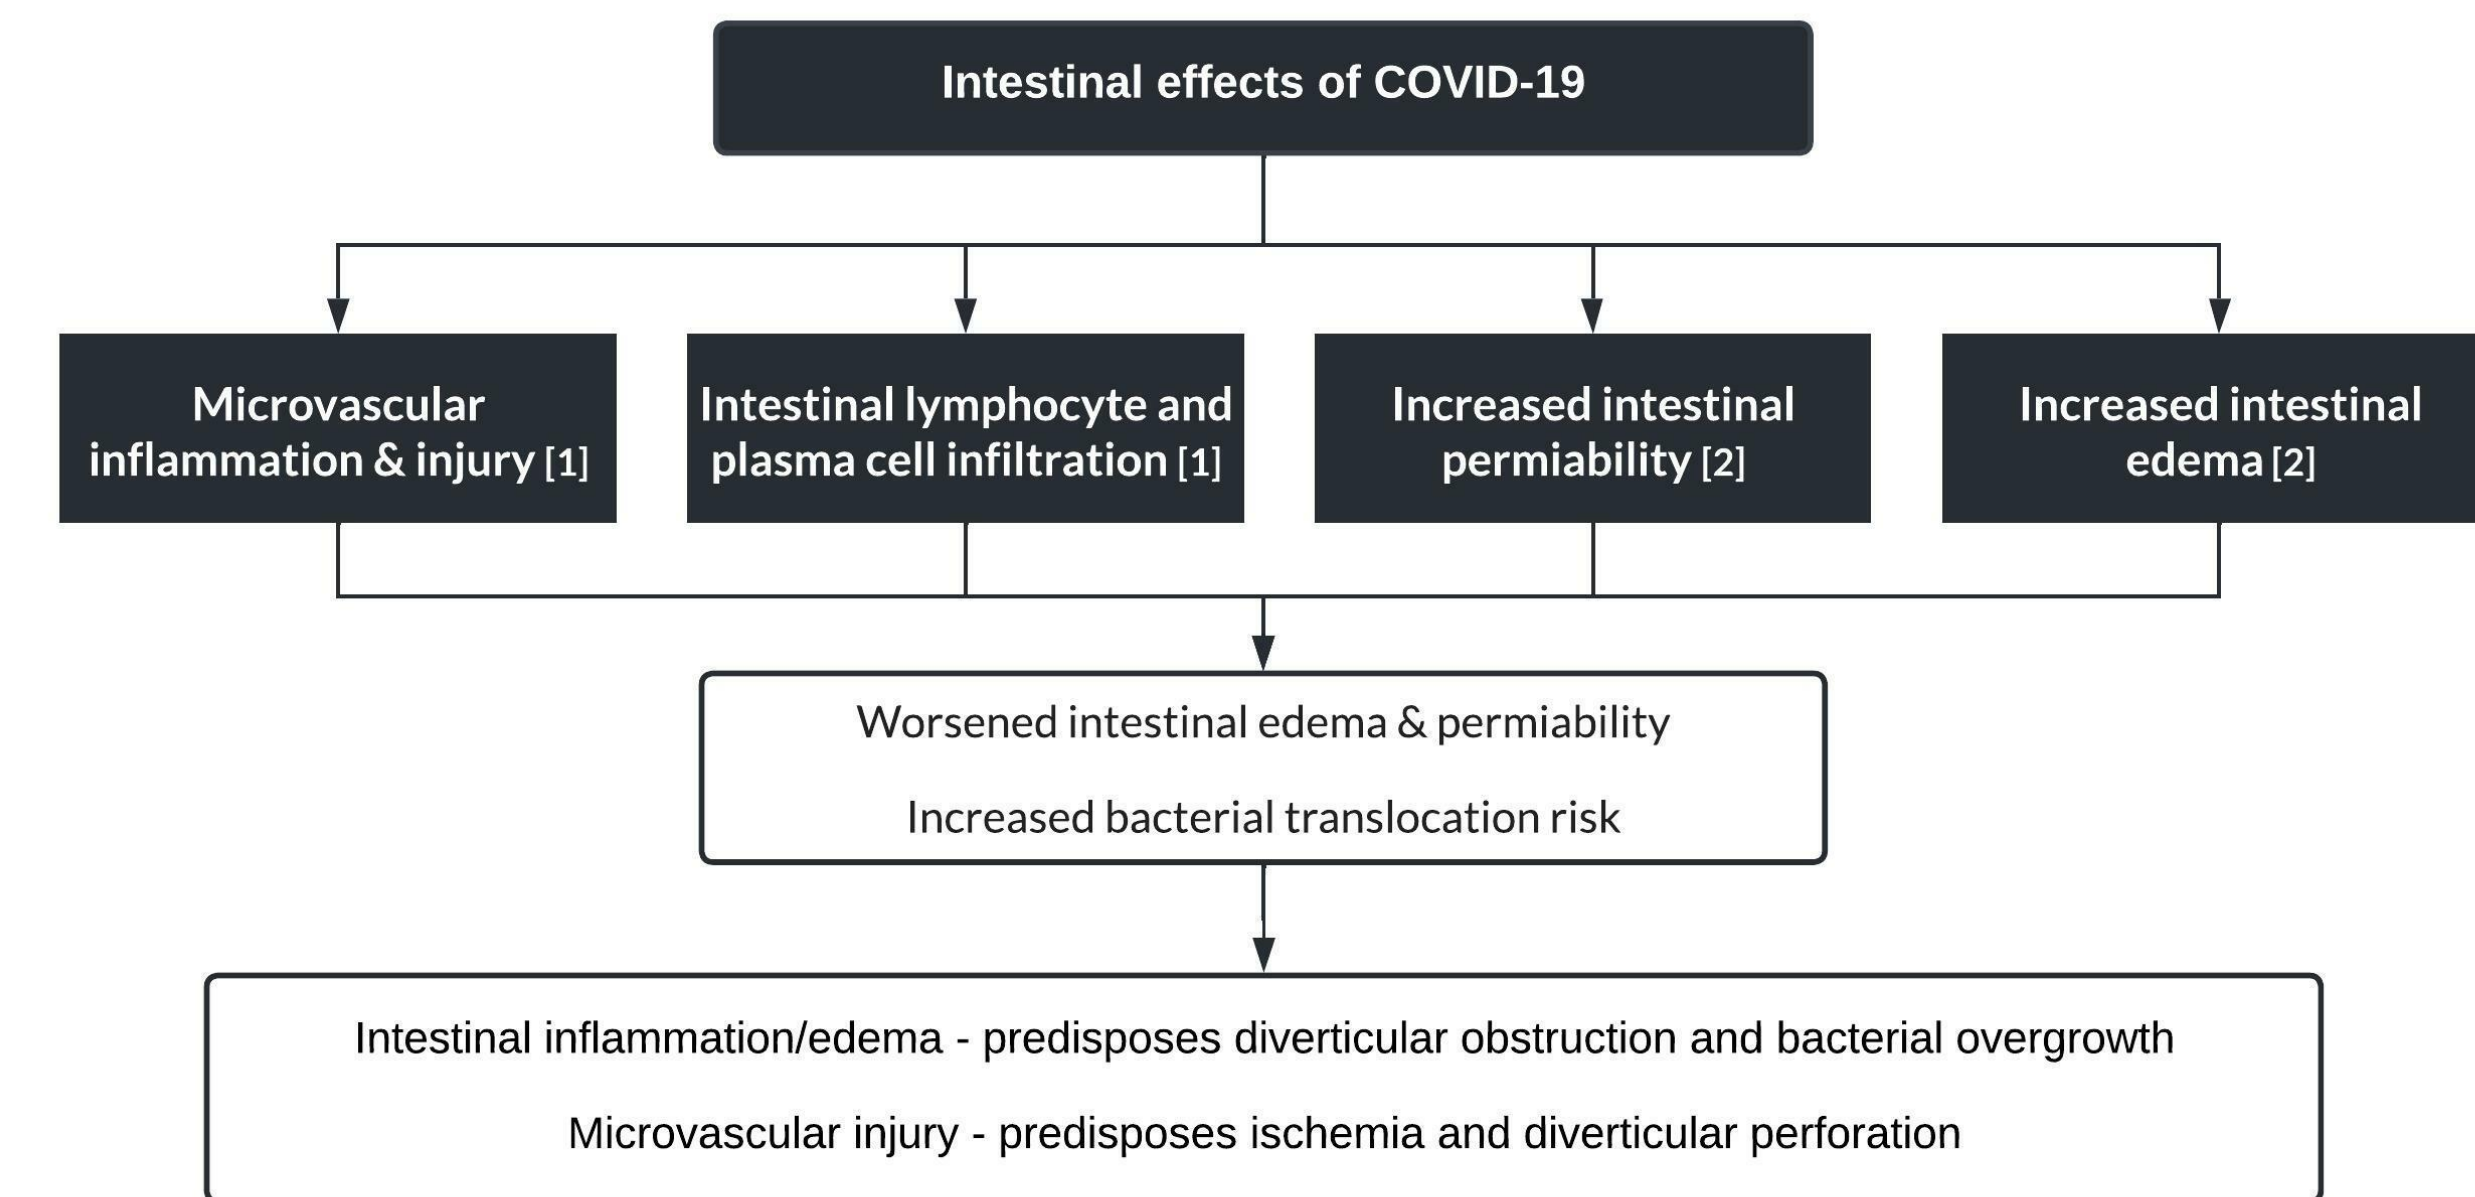 Intestinal effects of COVID-19
Microvascular
inflammation & injury [1]
Intestinal lymphocyte and
plasma cell infiltration [1]
Increased intestinal
permiability [2]
Increased intestinal
edema [2]
Worsened intestinal edema & permiability
Increased bacterial translocation risk
Intestinal inflammation/edema - predisposes diverticular obstruction and bacterial overgrowth
Microvascular injury - predisposes ischemia and diverticular perforation